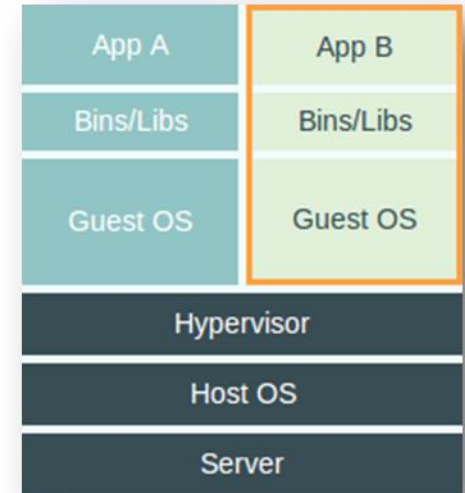 App A
App B
Bins/Libs
Bins/Libs
Guest OS
Guest OS
Hypervisor
Host OS
Server